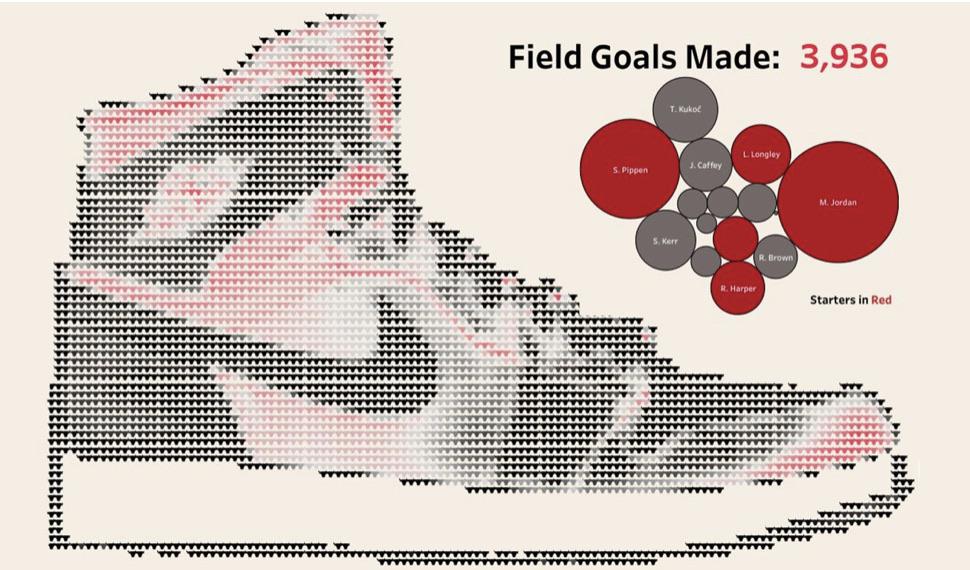 Field Goals Made: 3,936
T. Kukoč
S. Pippen
J. Caffey
L. Longley
M. Jordan
S. Kerr
R. Brown
R. Harper
Starters in Red